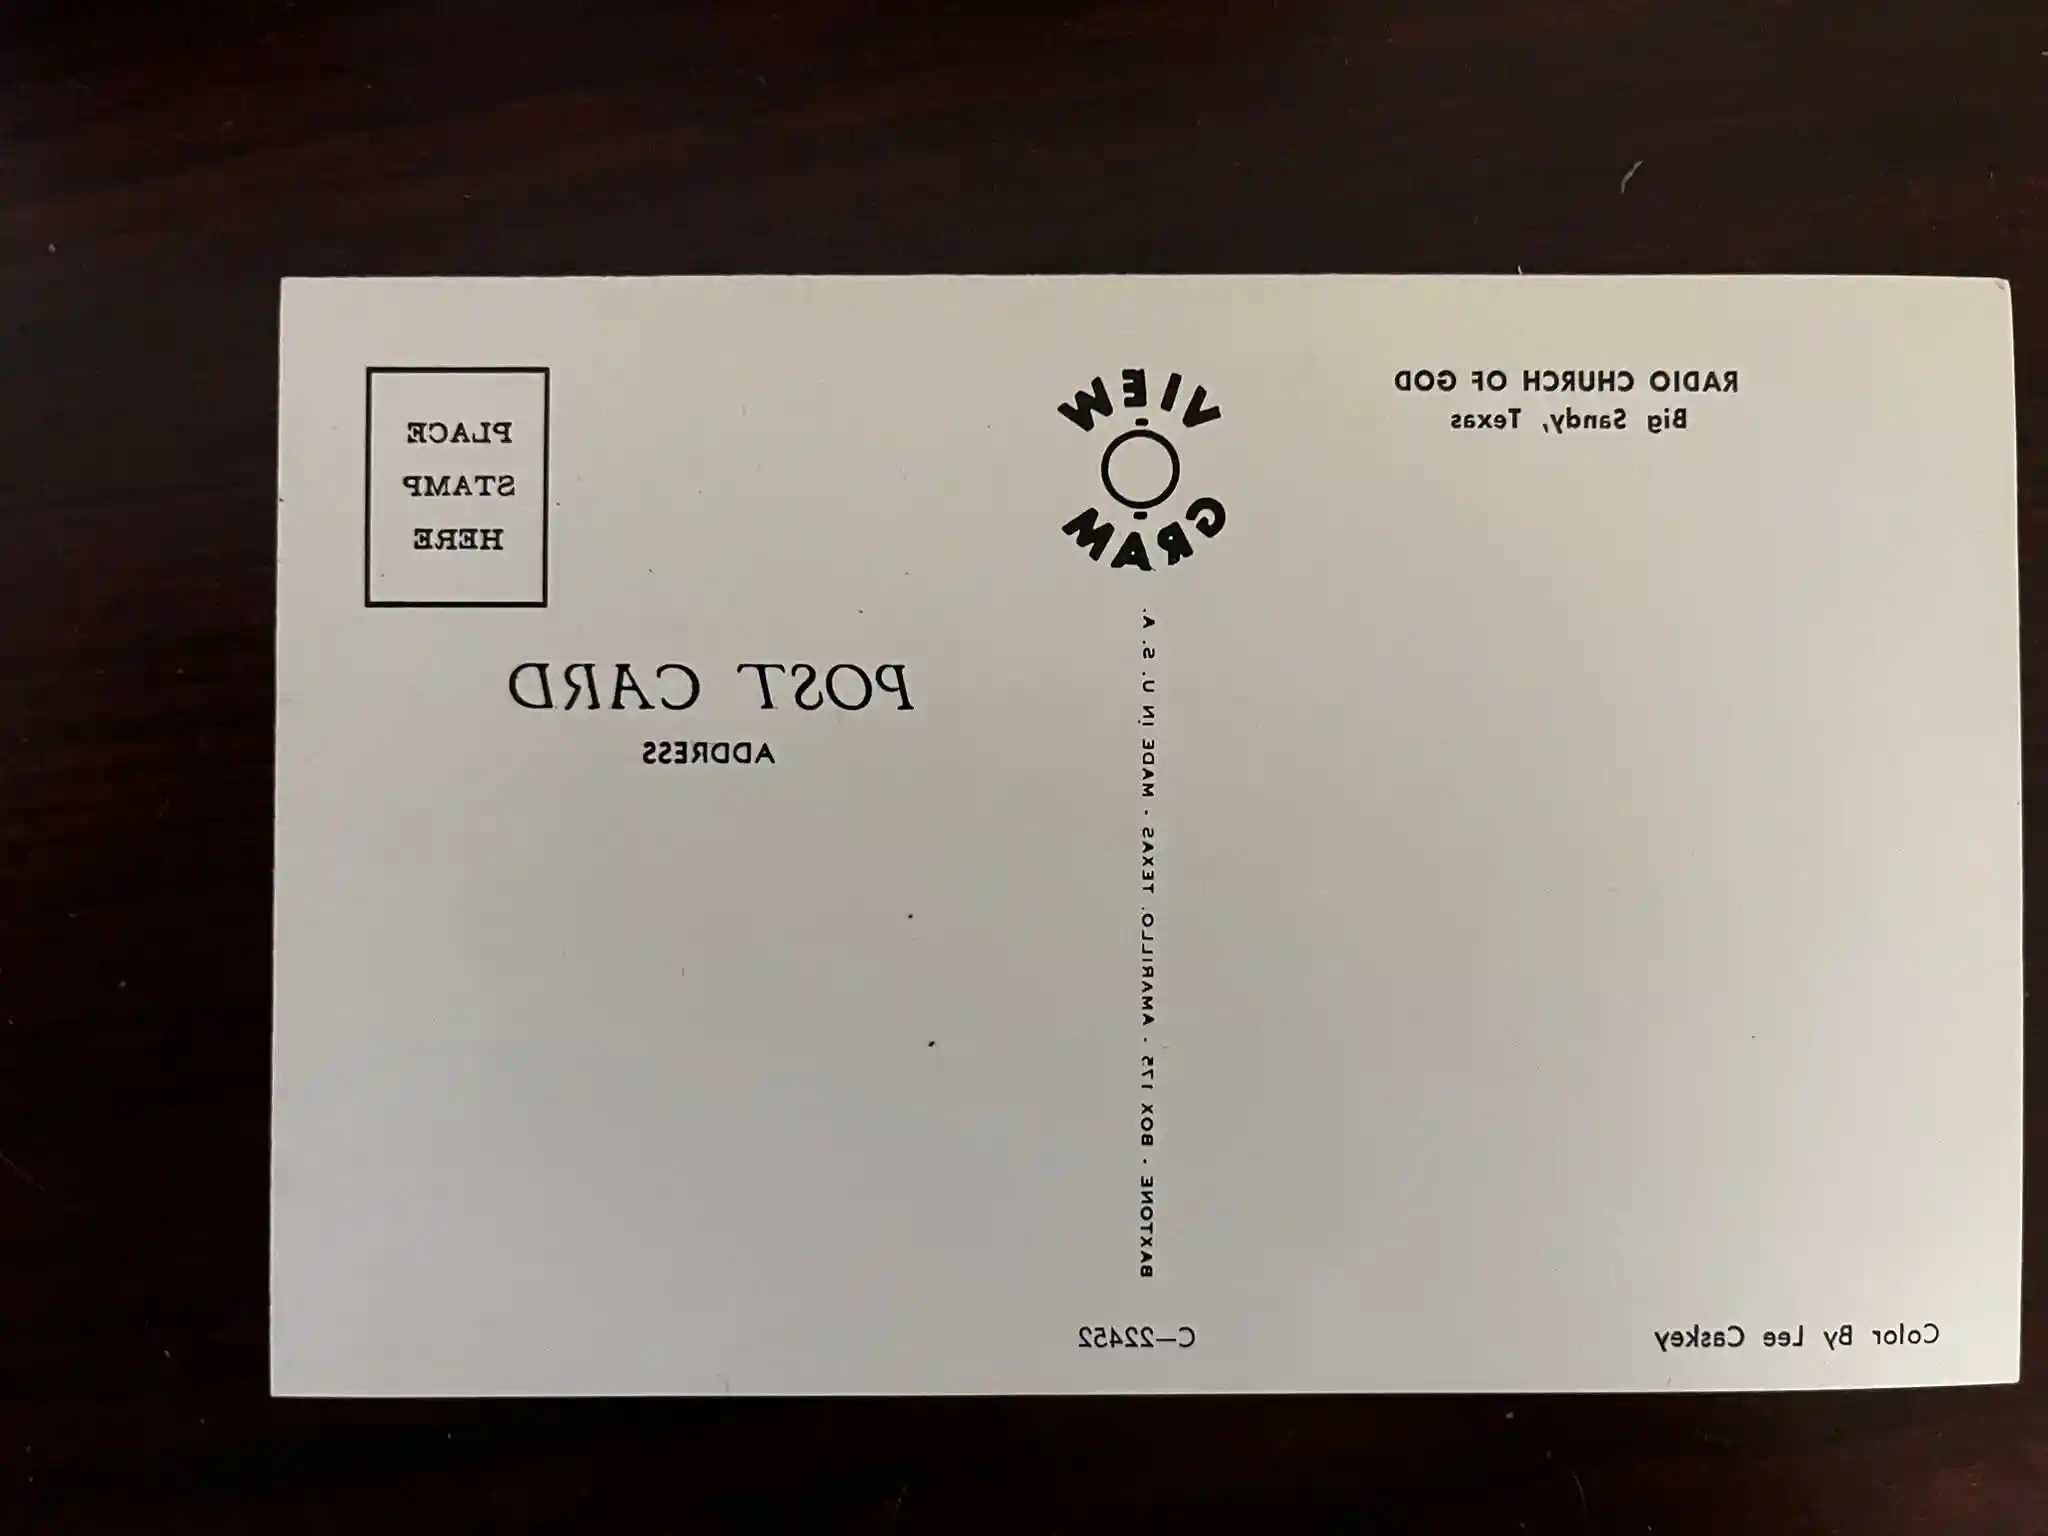 RADIO CHURCH OF GOD
Big Sandy, Texas
Color By Lee Caskey
VIEW
GRAM
BAXTONE · BOX 175 · AMARILLO, TEXAS · MADE IN U. S. A.
C—22452
PLACE
STAMP
HERE
POST CARD
ADDRESS